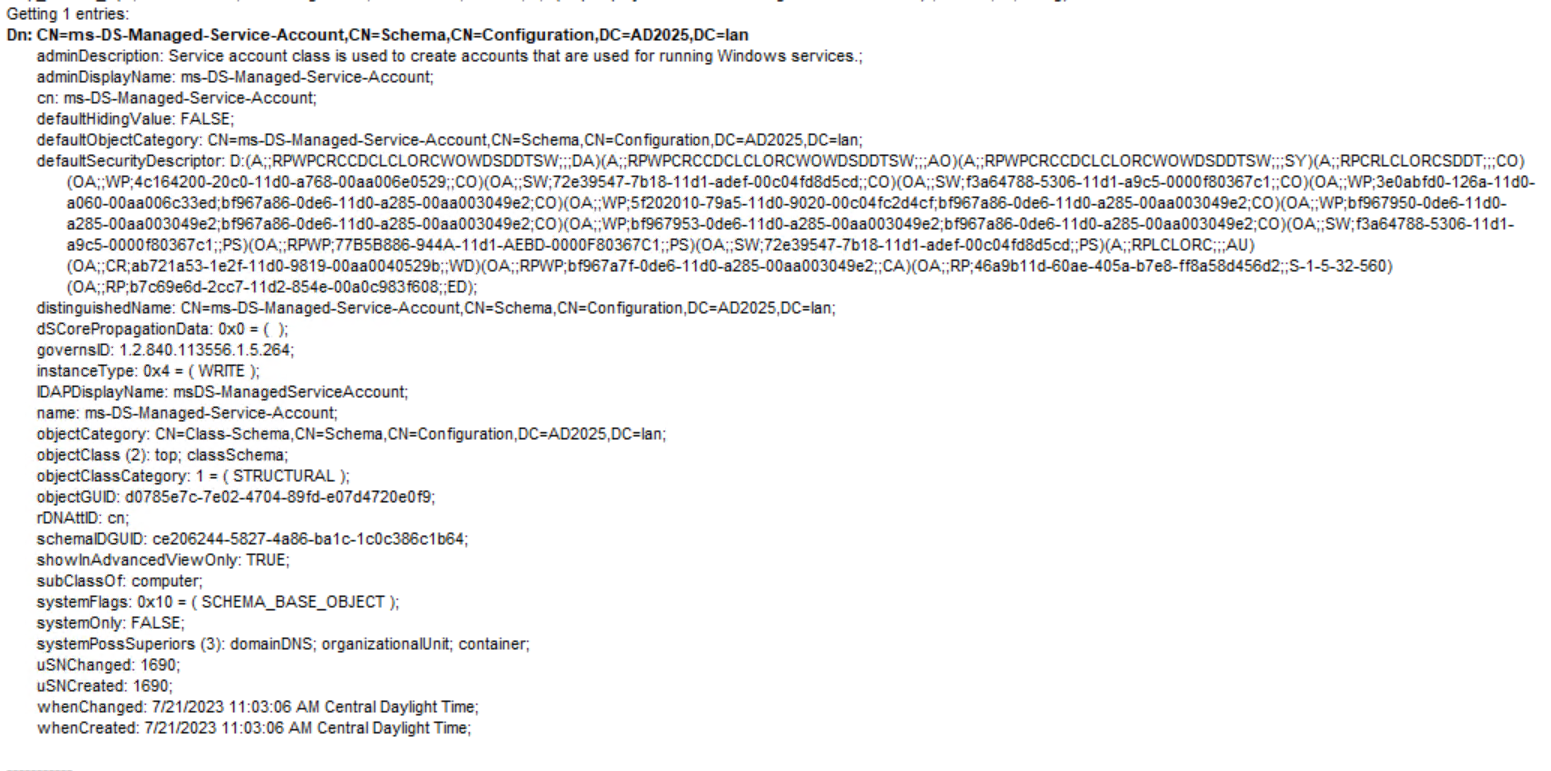 Getting 1 entries:
Dn: CN=ms-DS-Managed-Service-Account,CN=Schema,CN=Configuration,DC=AD2025,DC=lan
adminDescription: Service account class is used to create accounts that are used for running Windows services.;
adminDisplayName: ms-DS-Managed-Service-Account;
cn: ms-DS-Managed-Service-Account;
defaultHidingValue: FALSE;
defaultObjectCategory: CN=ms-DS-Managed-Service-Account,CN=Schema,CN=Configuration,DC=AD2025,DC=lan;
defaultSecurityDescriptor: D:(A;;RPWPCRCCDCLCLORCWOWDSDDTSW;;;DA)(A;;RPWPCRCCDCLCLORCWOWDSDDTSW;;;AO)(A;;RPWPCRCCDCLCLORCWOWDSDDTSW;;;SY)(A;;RPCRLCLORCSDDT;;;CO)
(OA;;WP;4c164200-20c0-11d0-a768-00aa006e0529;;CO)(OA;;SW;72e39547-7b18-11d1-adef-00c04fd8d5cd;;CO)(OA;;SW;f3a64788-5306-11d1-a9c5-0000f80367c1;;CO)(OA;;WP;3e0abfd0-126a-11d0-
a060-00aa006c33ed;bf967a86-0de6-11d0-a285-00aa003049e2;CO)(OA;;WP;5f202010-79a5-11d0-9020-00c04fc2d4cf;bf967a86-0de6-11d0-a285-00aa003049e2;CO)(OA;;WP;bf967950-0de6-11d0-
a285-00aa003049e2;bf967a86-0de6-11d0-a285-00aa003049e2;CO)(OA;;WP;bf967953-0de6-11d0-a285-00aa003049e2;bf967a86-0de6-11d0-a285-00aa003049e2;CO)(OA;;SW;f3a64788-5306-11d1-
a9c5-0000f80367c1;;PS)(OA;;RPWP;77B5B886-944A-11d1-AEBD-0000F80367C1;;PS)(OA;;SW;72e39547-7b18-11d1-adef-00c04fd8d5cd;;PS)(A;;RPLCLORC;;;AU)
(OA;;CR;ab721a53-1e2f-11d0-9819-00aa0040529b;;WD)(OA;;RPWP;bf967a7f-0de6-11d0-a285-00aa003049e2;;CA)(OA;;RP;46a9b11d-60ae-405a-b7e8-ff8a58d456d2;;S-1-5-32-560)
(OA;;RP;b7c69e6d-2cc7-11d2-854e-00a0c983f608;;ED);
distinguishedName: CN=ms-DS-Managed-Service-Account,CN=Schema,CN=Configuration,DC=AD2025,DC=lan;
dSCorePropagationData: 0x0 = (  );
governsID: 1.2.840.113556.1.5.264;
instanceType: 0x4 = ( WRITE );
lDAPDisplayName: msDS-ManagedServiceAccount;
name: ms-DS-Managed-Service-Account;
objectCategory: CN=Class-Schema,CN=Schema,CN=Configuration,DC=AD2025,DC=lan;
objectClass (2): top; classSchema;
objectClassCategory: 1 = ( STRUCTURAL );
objectGUID: d0785e7c-7e02-4704-89fd-e07d4720e0f9;
rDNAttID: cn;
schemaIDGUID: ce206244-5827-4a86-ba1c-1c0c386c1b64;
showInAdvancedViewOnly: TRUE;
subClassOf: computer;
systemFlags: 0x10 = ( SCHEMA_BASE_OBJECT );
systemOnly: FALSE;
systemPossSuperiors (3): domainDNS; organizationalUnit; container;
uSNChanged: 1690;
uSNCreated: 1690;
whenChanged: 7/21/2023 11:03:06 AM Central Daylight Time;
whenCreated: 7/21/2023 11:03:06 AM Central Daylight Time;